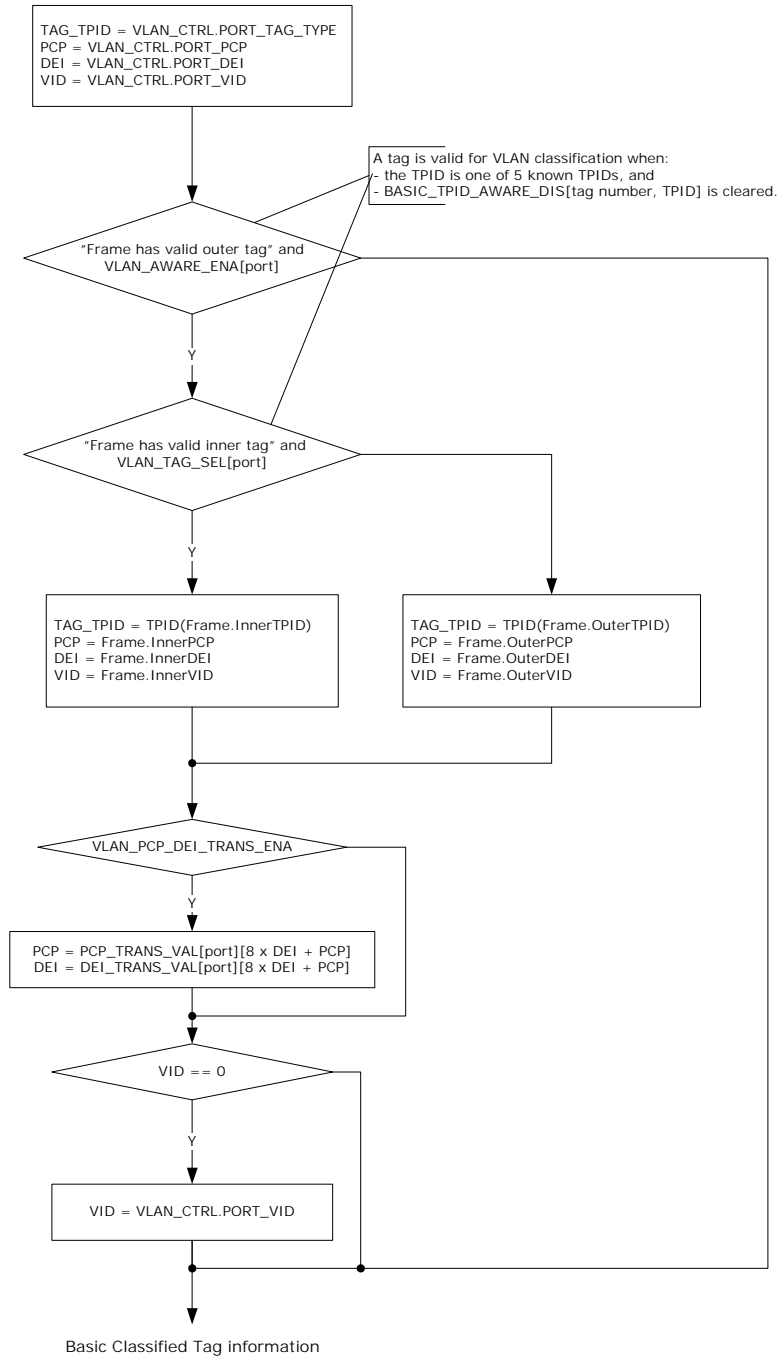 TAG_TPID = VLAN_CTRL.PORT_TAG_TYPE
PCP = VLAN_CTRL.PORT_PCP
DEI = VLAN_CTRL.PORT_DEI
VID = VLAN_CTRL.PORT_VID
A tag is valid for VLAN classification when:
- the TPID is one of 5 known TPIDs, and
- BASIC_TPID_AWARE_DIS[tag number, TPID] is cleared.
"Frame has valid outer tag" and
VLAN_AWARE_ENA[port]
Y
"Frame has valid inner tag" and
VLAN_TAG_SEL[port]
Y
TAG_TPID = TPID(Frame.InnerTPID)
PCP = Frame.InnerPCP
DEI = Frame.InnerDEI
VID = Frame.InnerVID
TAG_TPID = TPID(Frame.OuterTPID)
PCP = Frame.OuterPCP
DEI = Frame.OuterDEI
VID = Frame.OuterVID
VLAN_PCP_DEI_TRANS_ENA
Y
PCP = PCP_TRANS_VAL[port][8 x DEI + PCP]
DEI = DEI_TRANS_VAL[port][8 x DEI + PCP]
VID == 0
Y
VID = VLAN_CTRL.PORT_VID
Basic Classified Tag information